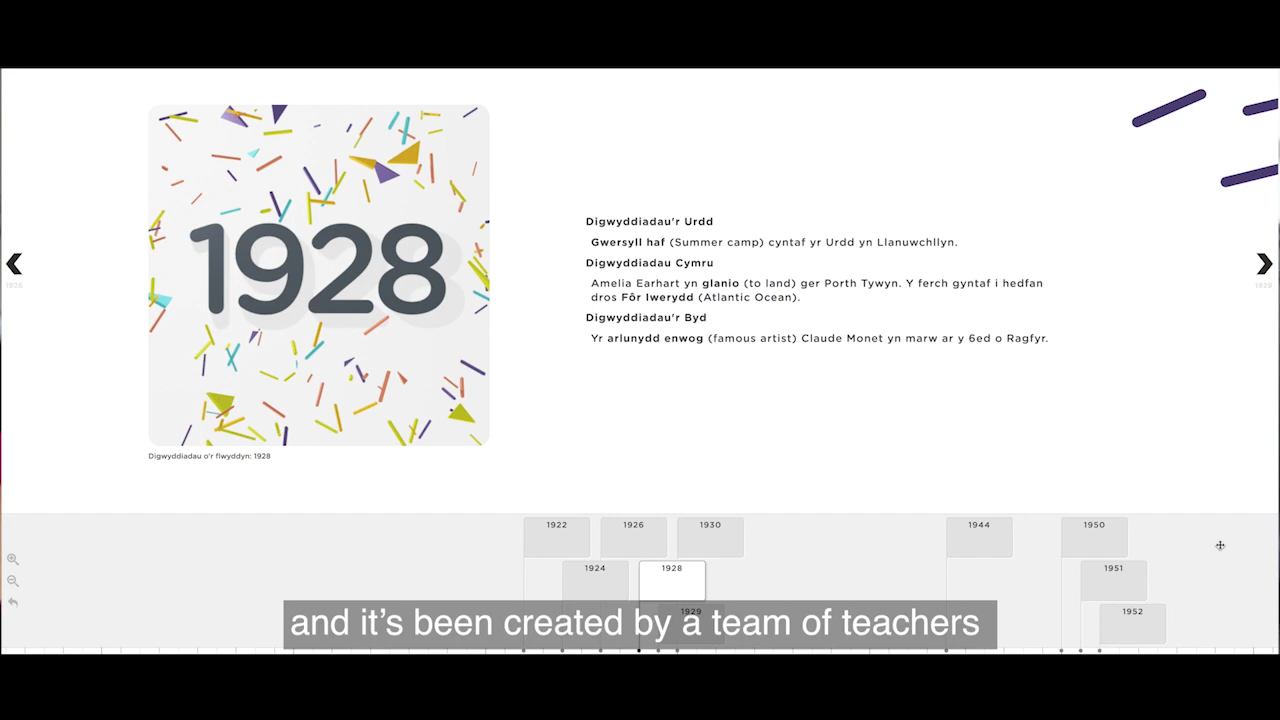 1928
Digwyddiadau o'r flwyddyn: 1928
Digwyddiadau'r Urdd
Gwersyll haf (Summer camp) cyntaf yr Urdd yn Llanuwchllyn.
Digwyddiadau Cymru
Amelia Earhart yn glanio (to land) ger Porth Tywyn. Y ferch gyntaf i hedfan
dros Fôr Iwerydd (Atlantic Ocean).
Digwyddiadau'r Byd
Yr arlunydd enwog (famous artist) Claude Monet yn marw ar y 6ed o Ragfyr.
1926
1929
1922 1926 1930 1944 1950
1924 1928 1951
1929 1952
and it's been created by a team of teachers